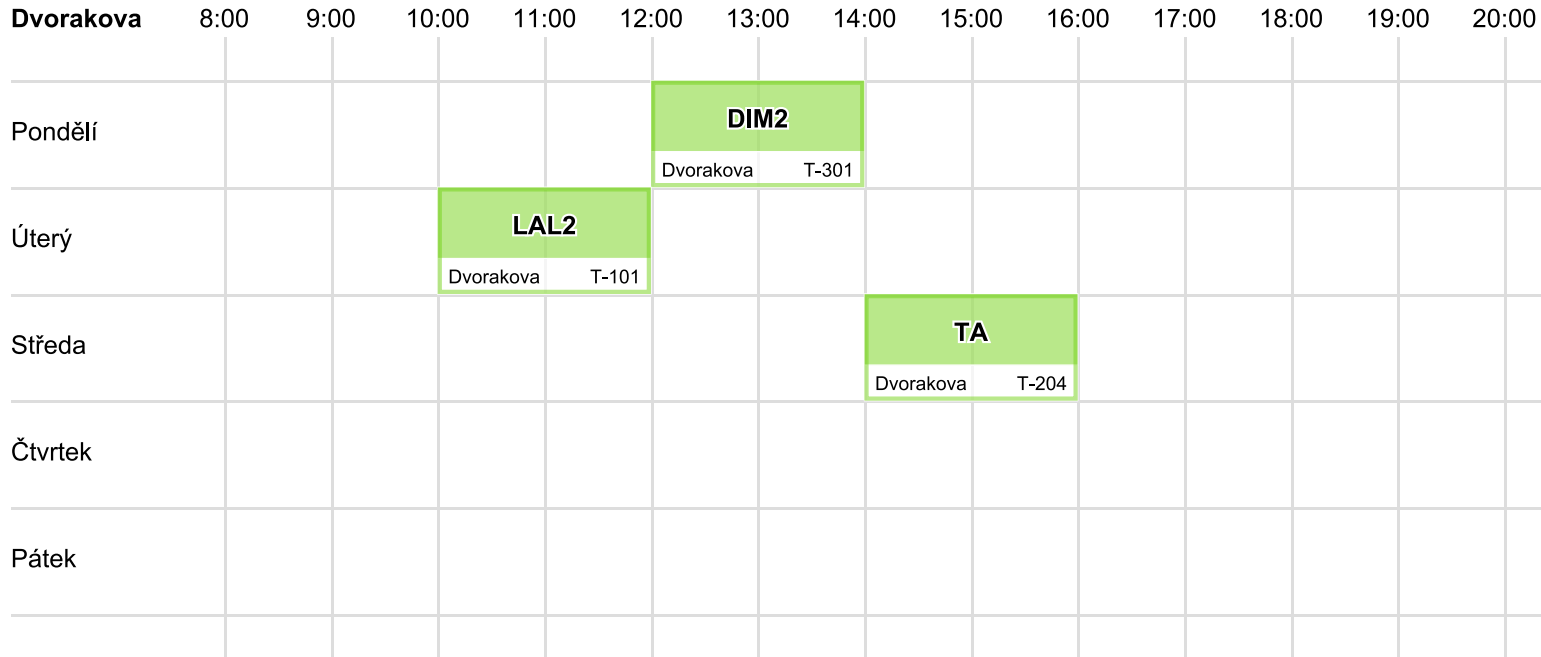 Dvorakova 8:00 9:00 10:00 11:00 12:00 13:00 14:00 15:00 16:00 17:00 18:00 19:00 20:00
Pondělí
DIM2
Dvorakova T-301
Úterý
LAL2
Dvorakova T-101
Středa
TA
Dvorakova T-204
Čtvrtek
Pátek